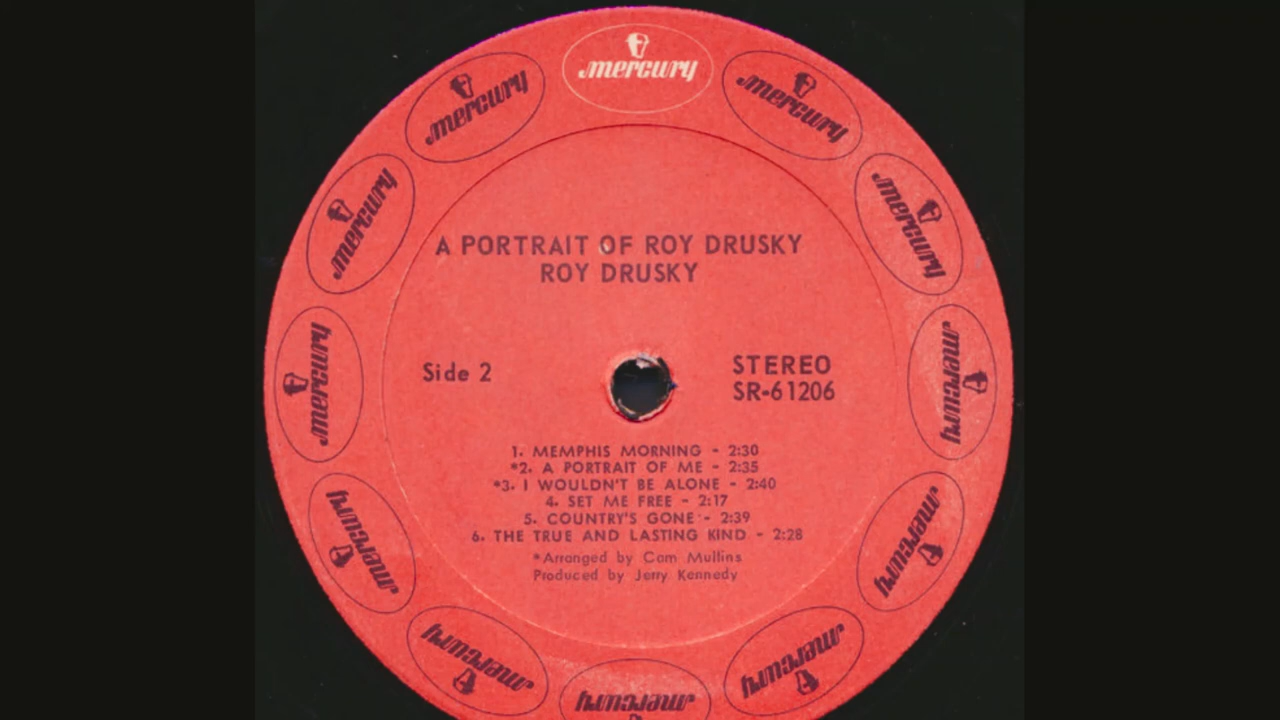 mercury
mercury
mercury
mercury
mercury
mercury
mercury
mercury
mercury
mercury
mercury
mercury
A PORTRAIT OF ROY DRUSKY
ROY DRUSKY
Side 2
STEREO
SR-61206
1. MEMPHIS MORNING - 2:30
*2. A PORTRAIT OF ME - 2:35
*3. I WOULDN'T BE ALONE - 2:40
4. SET ME FREE - 2:17
5. COUNTRY'S GONE - 2:39
6. THE TRUE AND LASTING KIND - 2:28
*Arranged by Cam Mullins
Produced by Jerry Kennedy